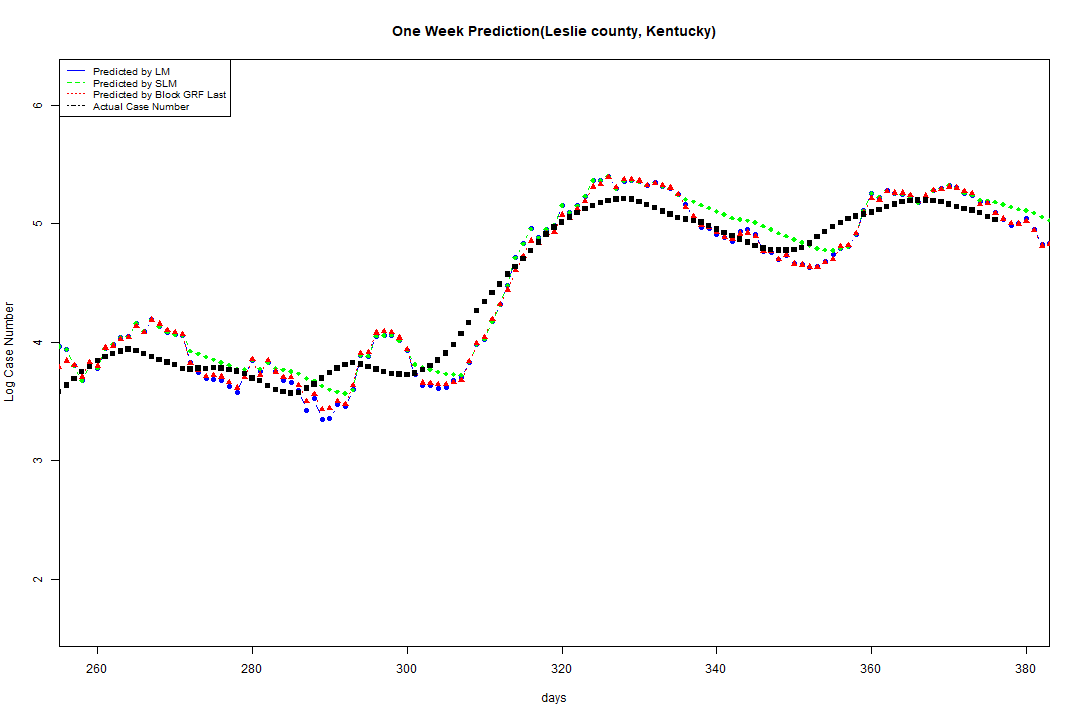 One Week Prediction(Leslie county, Kentucky)
Predicted by LM
Predicted by SLM
Predicted by Block GRF Last
Actual Case Number
6
5
4
3
2
Log Case Number
260 280 300 320 340 360 380
days